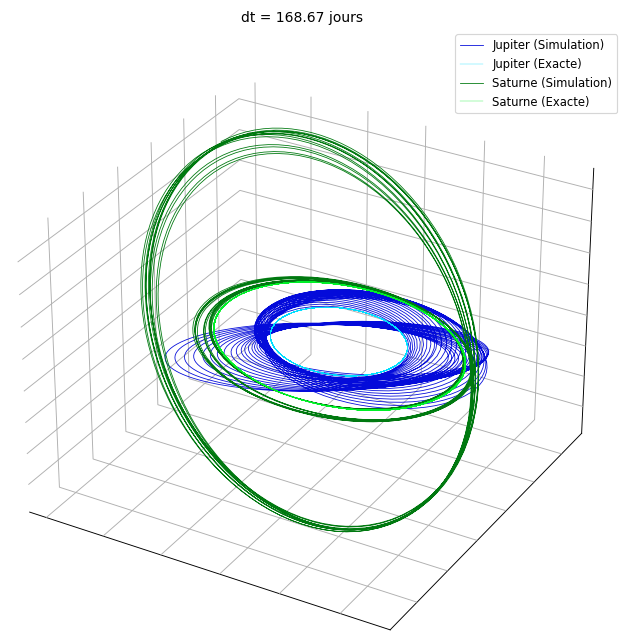 dt = 168.67 jours
Jupiter (Simulation)
Jupiter (Exacte)
Saturne (Simulation)
Saturne (Exacte)